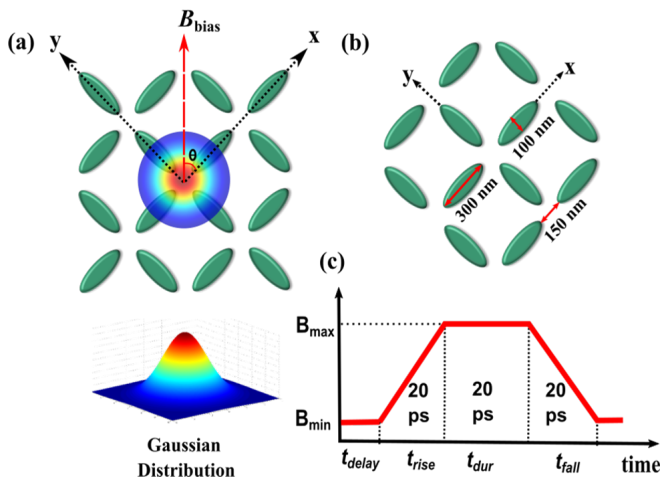 (a)
B_bias
y
x
θ
Gaussian
Distribution
(b)
y
x
100 nm
300 nm
150 nm
(c)
B_max
B_min
20
ps
20
ps
20
ps
t_delay
t_rise
t_dur
t_fall
time